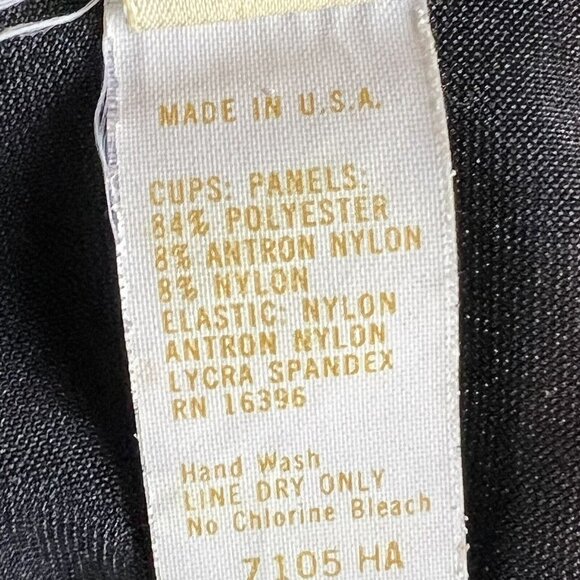 MADE IN U.S.A.
CUPS: PANELS:
84% POLYESTER
8% ANTRON NYLON
8% NYLON
ELASTIC: NYLON
ANTRON NYLON
LYCRA SPANDEX
RN 16396
Hand Wash
LINE DRY ONLY
No Chlorine Bleach
7105 HA